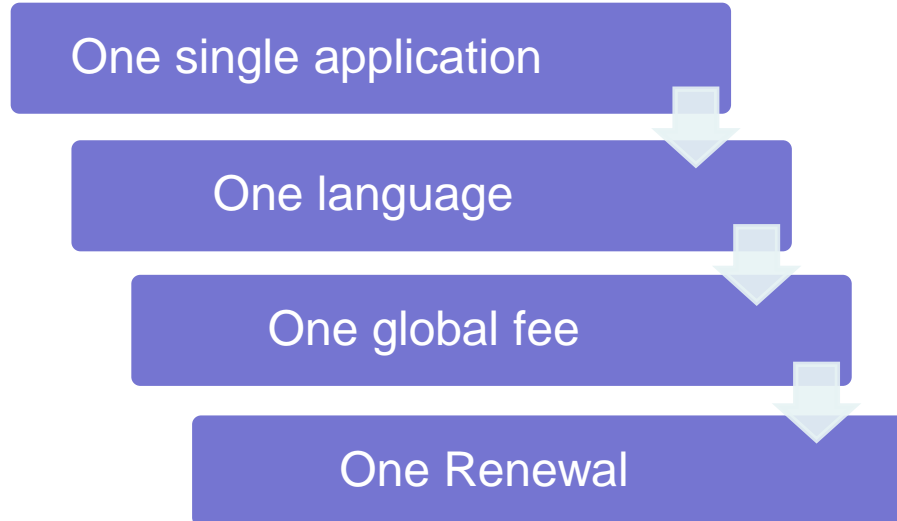 One single application
One language
One global fee
One Renewal